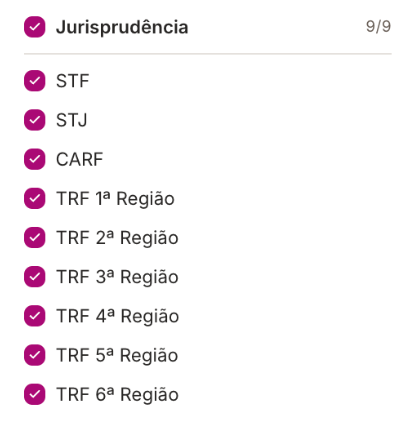 Jurisprudência 9/9
STF
STJ
CARF
TRF 1ª Região
TRF 2ª Região
TRF 3ª Região
TRF 4ª Região
TRF 5ª Região
TRF 6ª Região